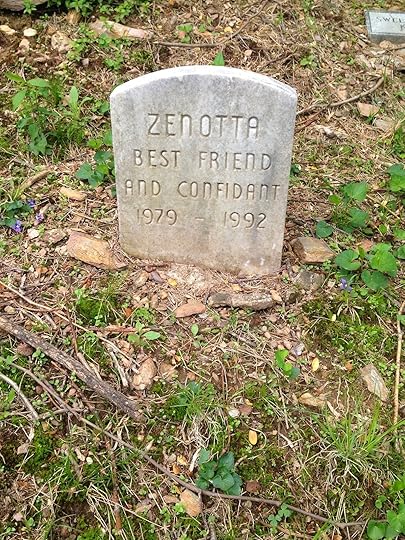 ZENOTTA
BEST FRIEND
AND CONFIDANT
1979 - 1992